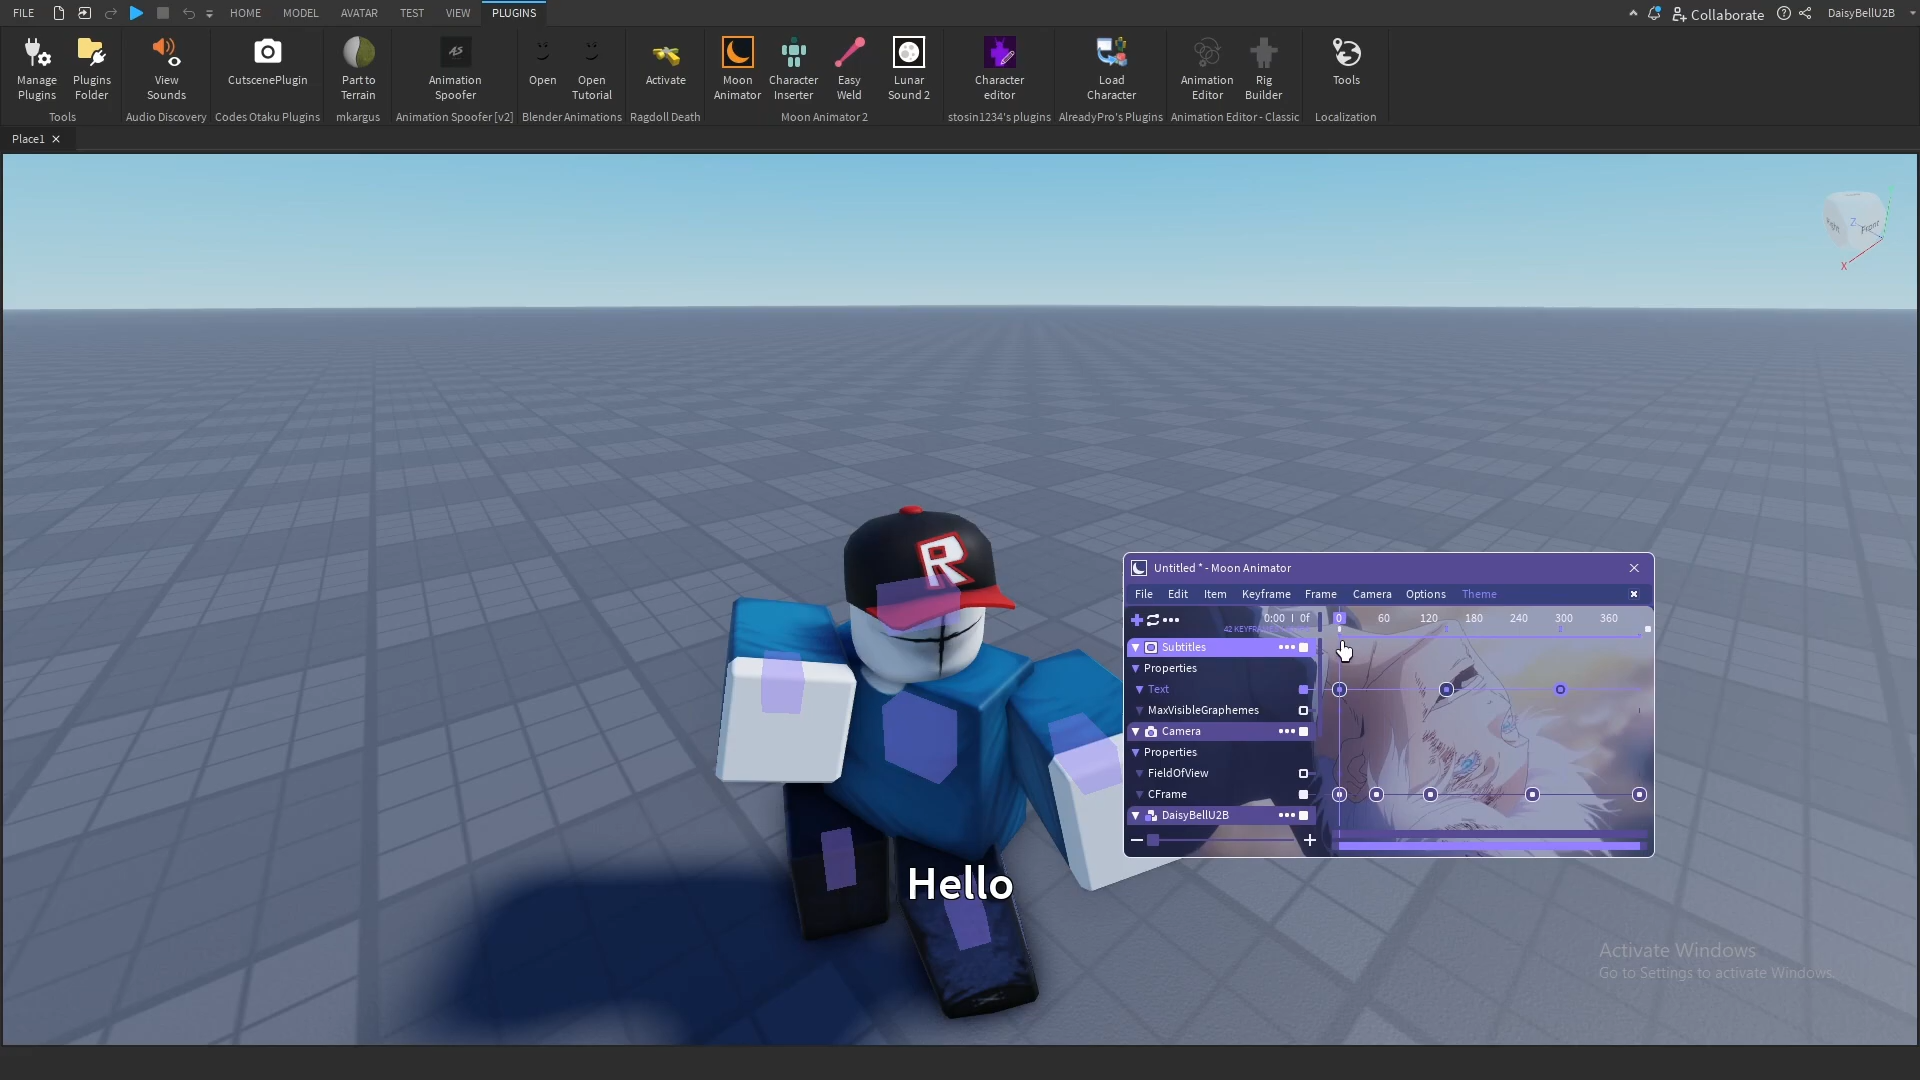 FILE HOME MODEL AVATAR TEST VIEW PLUGINS Collaborate DaisyBellU2B
Manage Plugins
Plugins Folder
View Sounds
CutscenePlugin
Part to Terrain
AS
Animation Spoofer
Open
Open Tutorial
Activate
Moon Animator
Character Inserter
Easy Weld
Lunar Sound 2
Character editor
Load Character
Animation Editor
Rig Builder
Tools
Tools Audio Discovery Codes Otaku Plugins mkargus Animation Spoofer [v2] Blender Animations Ragdoll Death Moon Animator 2 stosin1234's plugins AlreadyPro's Plugins Animation Editor - Classic Localization
Place1
Front
Z
X
R
Untitled * - Moon Animator
File Edit Item Keyframe Frame Camera Options Theme
0:00 | 0f 0 60 120 180 240 300 360
Subtitles
Properties
Text
MaxVisibleGraphemes
Camera
Properties
FieldOfView
CFrame
DaisyBellU2B
Hello
Activate Windows
Go to Settings to activate Windows.